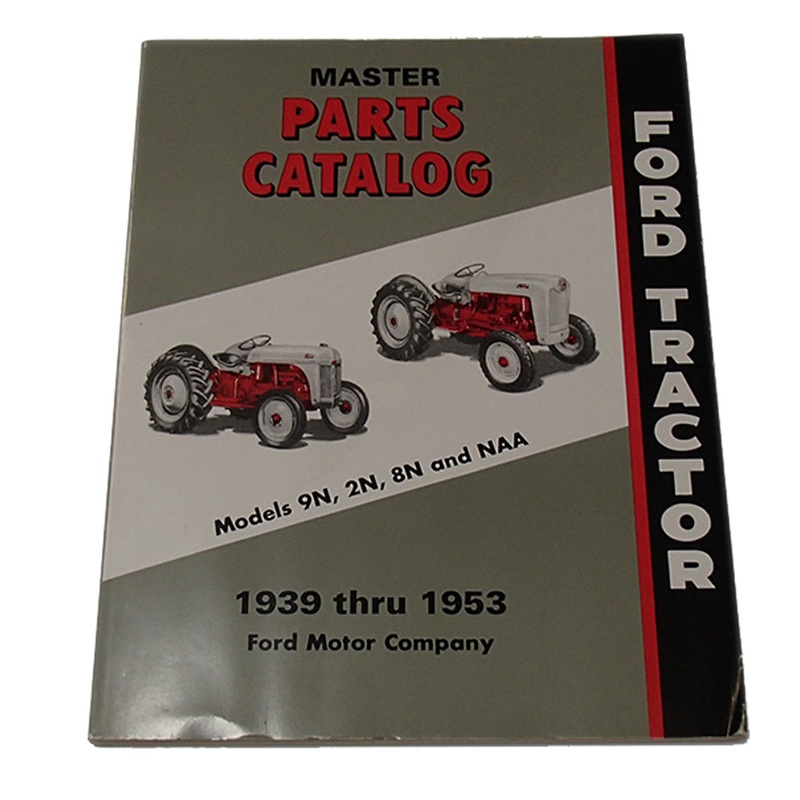 MASTER
PARTS
CATALOG
Models 9N, 2N, 8N and NAA
1939 thru 1953
Ford Motor Company
FORD TRACTOR